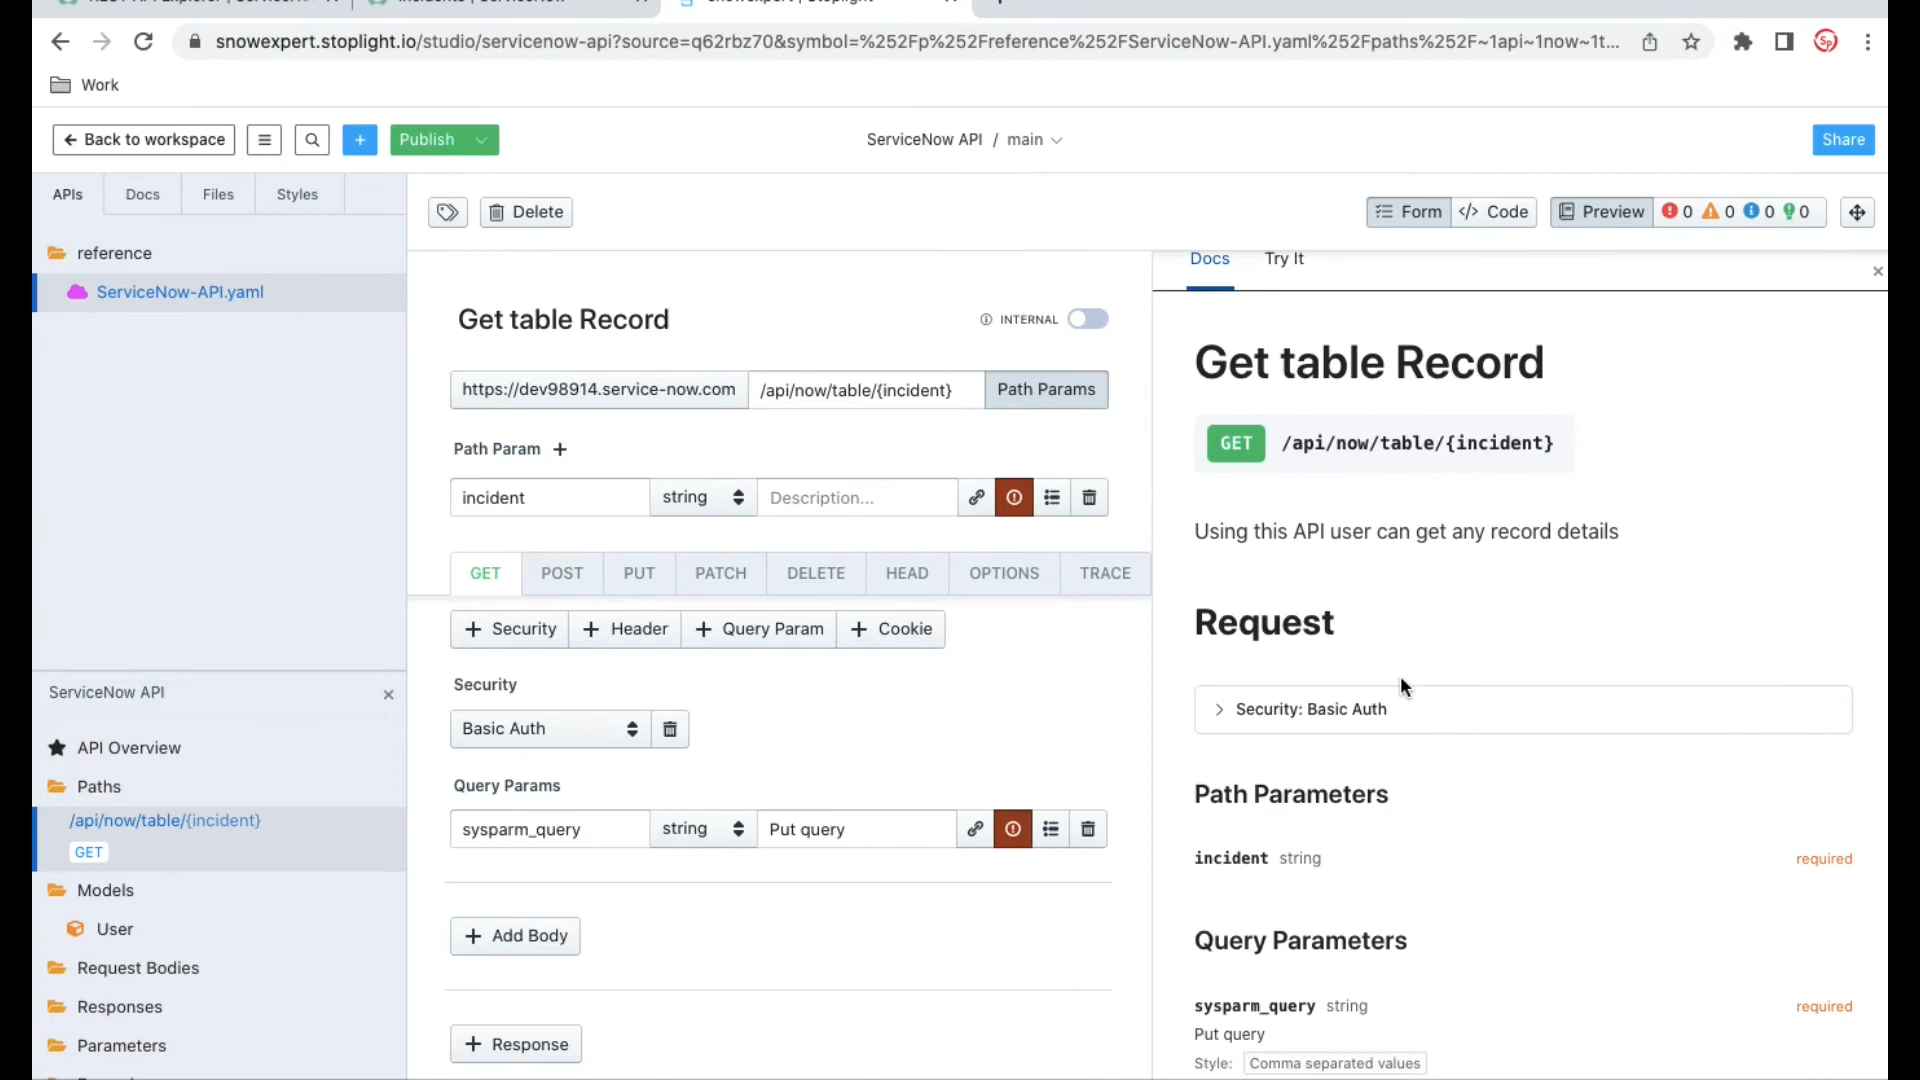 snowexpert.stoplight.io/studio/servicenow-api?source=q62rbz70&symbol=%252Fp%252Freference%252FServiceNow-API.yaml%252Fpaths%252F~1api~1now~1t...
Work
Back to workspace
Publish
ServiceNow API / main
Share
APIs Docs Files Styles
Delete
Form </> Code Preview 0 0 0 0
reference
ServiceNow-API.yaml
Docs Try It
Get table Record
INTERNAL
https://dev98914.service-now.com /api/now/table/{incident} Path Params
Path Param +
incident string Description...
GET POST PUT PATCH DELETE HEAD OPTIONS TRACE
+ Security + Header + Query Param + Cookie
Security
Basic Auth
Query Params
sysparm_query string Put query
+ Add Body
+ Response
Get table Record
GET /api/now/table/{incident}
Using this API user can get any record details
Request
Security: Basic Auth
Path Parameters
incident string required
Query Parameters
sysparm_query string required
Put query
Style: Comma separated values
ServiceNow API
API Overview
Paths
/api/now/table/{incident}
GET
Models
User
Request Bodies
Responses
Parameters